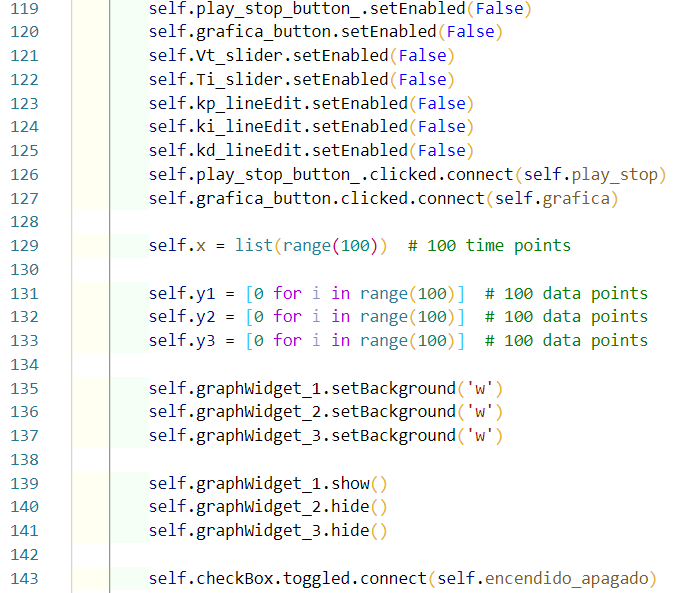 119 self.play_stop_button_.setEnabled(False)
120 self.grafica_button.setEnabled(False)
121 self.Vt_slider.setEnabled(False)
122 self.Ti_slider.setEnabled(False)
123 self.kp_lineEdit.setEnabled(False)
124 self.ki_lineEdit.setEnabled(False)
125 self.kd_lineEdit.setEnabled(False)
126 self.play_stop_button_.clicked.connect(self.play_stop)
127 self.grafica_button.clicked.connect(self.grafica)
128
129 self.x = list(range(100))  # 100 time points
130
131 self.y1 = [0 for i in range(100)]  # 100 data points
132 self.y2 = [0 for i in range(100)]  # 100 data points
133 self.y3 = [0 for i in range(100)]  # 100 data points
134
135 self.graphWidget_1.setBackground('w')
136 self.graphWidget_2.setBackground('w')
137 self.graphWidget_3.setBackground('w')
138
139 self.graphWidget_1.show()
140 self.graphWidget_2.hide()
141 self.graphWidget_3.hide()
142
143 self.checkBox.toggled.connect(self.encendido_apagado)